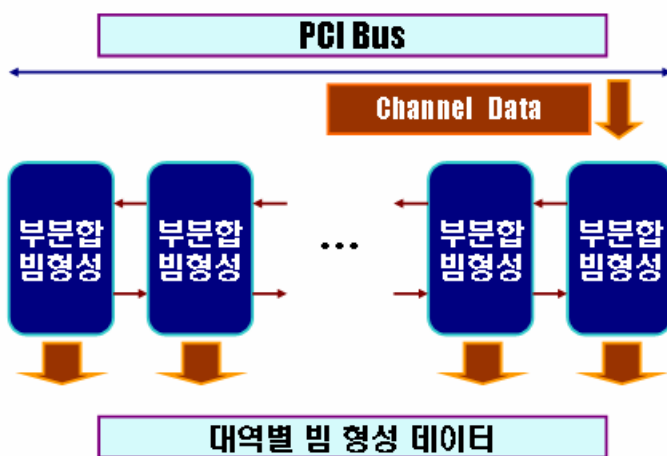 PCI Bus
Channel Data
부분합
빔형성
부분합
빔형성
...
부분합
빔형성
부분합
빔형성
대역별 빔 형성 데이터